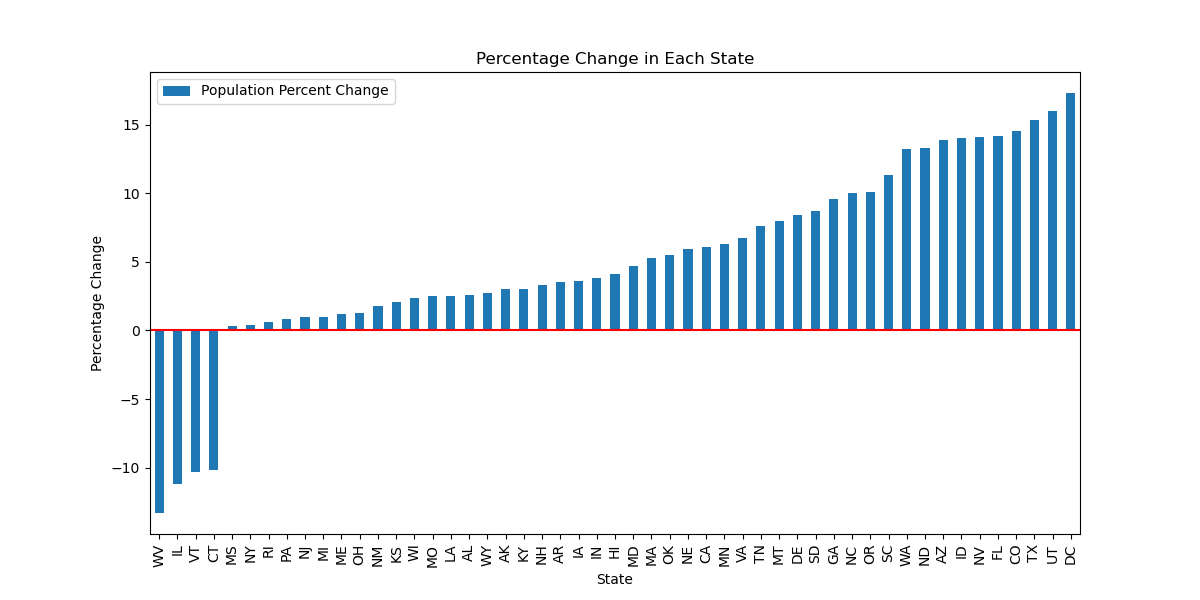 Percentage Change in Each State
Population Percent Change
Percentage Change
15
10
5
0
−5
−10
WV IL VT CT MS NY RI PA NJ MI ME OH NM KS WI MO LA AL WY AK KY NH AR IA IN HI MD MA OK NE CA MN VA TN MT DE SD GA NC OR SC WA ND AZ ID NV FL CO TX UT DC
State